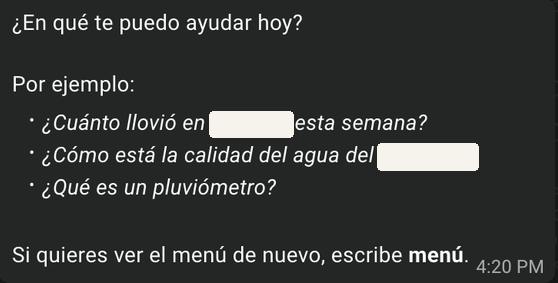 ¿En qué te puedo ayudar hoy?
Por ejemplo:
· ¿Cuánto llovió en esta semana?
· ¿Cómo está la calidad del agua del
· ¿Qué es un pluviómetro?
Si quieres ver el menú de nuevo, escribe menú.
4:20 PM